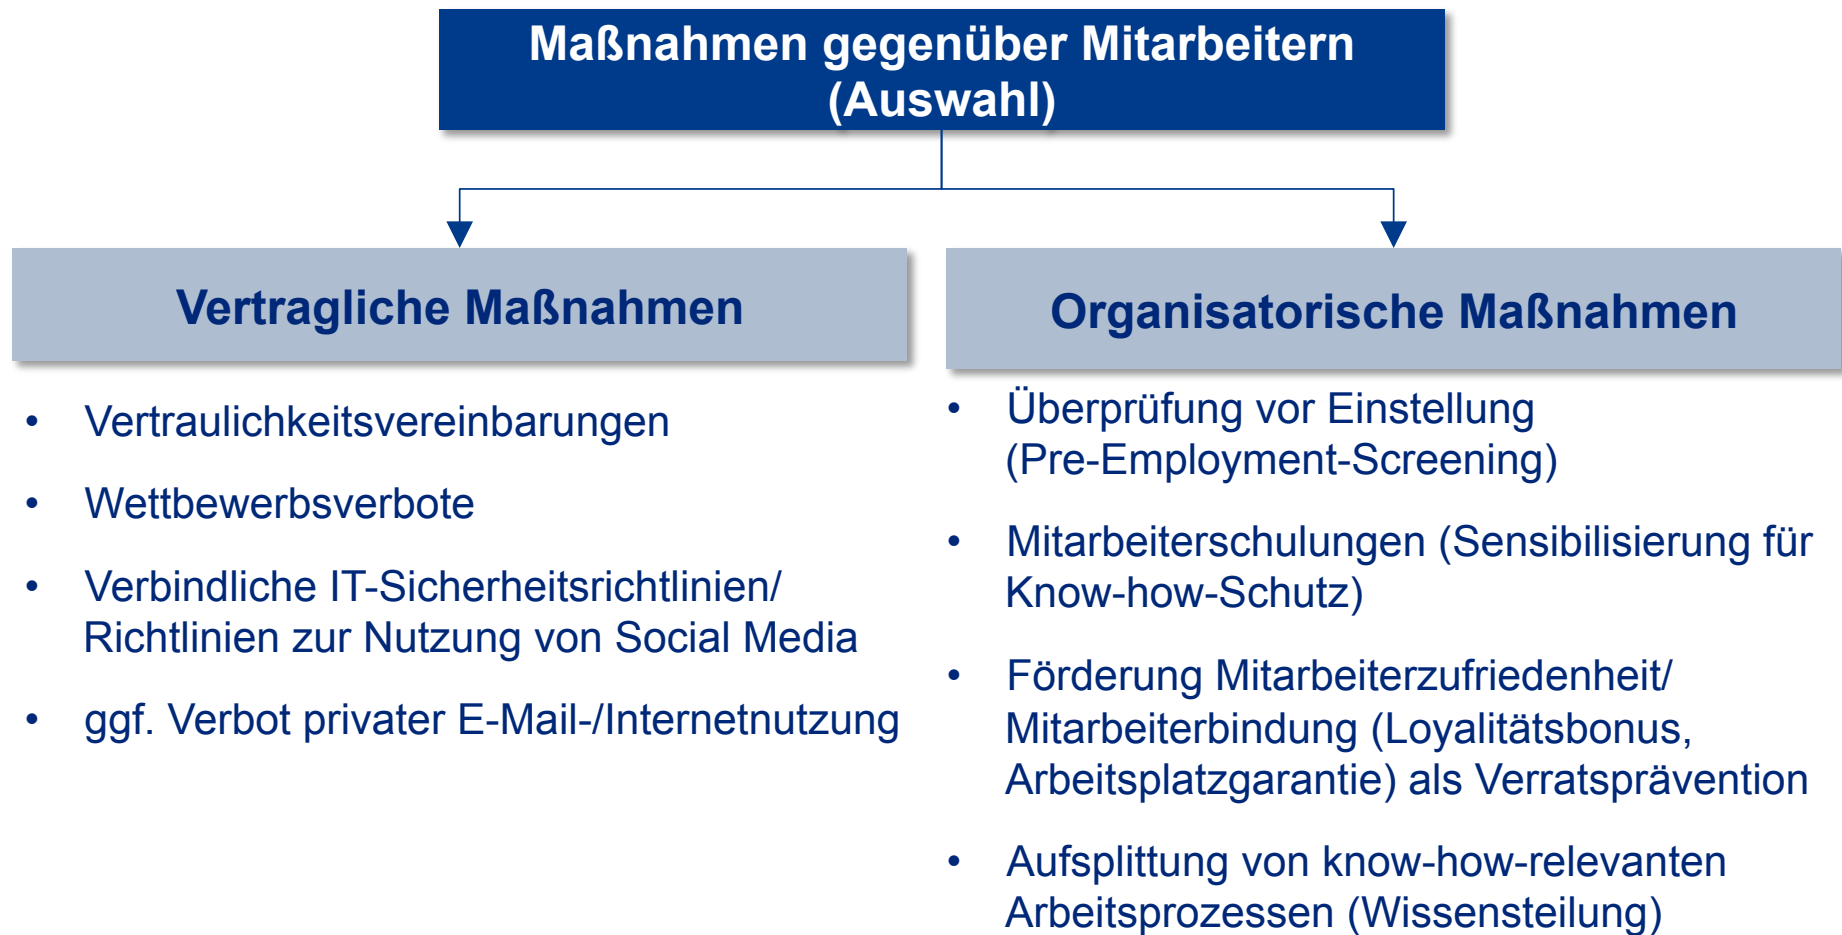 Maßnahmen gegenüber Mitarbeitern
(Auswahl)
Vertragliche Maßnahmen
• Vertraulichkeitsvereinbarungen
• Wettbewerbsverbote
• Verbindliche IT-Sicherheitsrichtlinien/
Richtlinien zur Nutzung von Social Media
• ggf. Verbot privater E-Mail-/Internetnutzung
Organisatorische Maßnahmen
• Überprüfung vor Einstellung
(Pre-Employment-Screening)
• Mitarbeiterschulungen (Sensibilisierung für
Know-how-Schutz)
• Förderung Mitarbeiterzufriedenheit/
Mitarbeiterbindung (Loyalitätsbonus,
Arbeitsplatzgarantie) als Verratsprävention
• Aufsplittung von know-how-relevanten
Arbeitsprozessen (Wissensteilung)